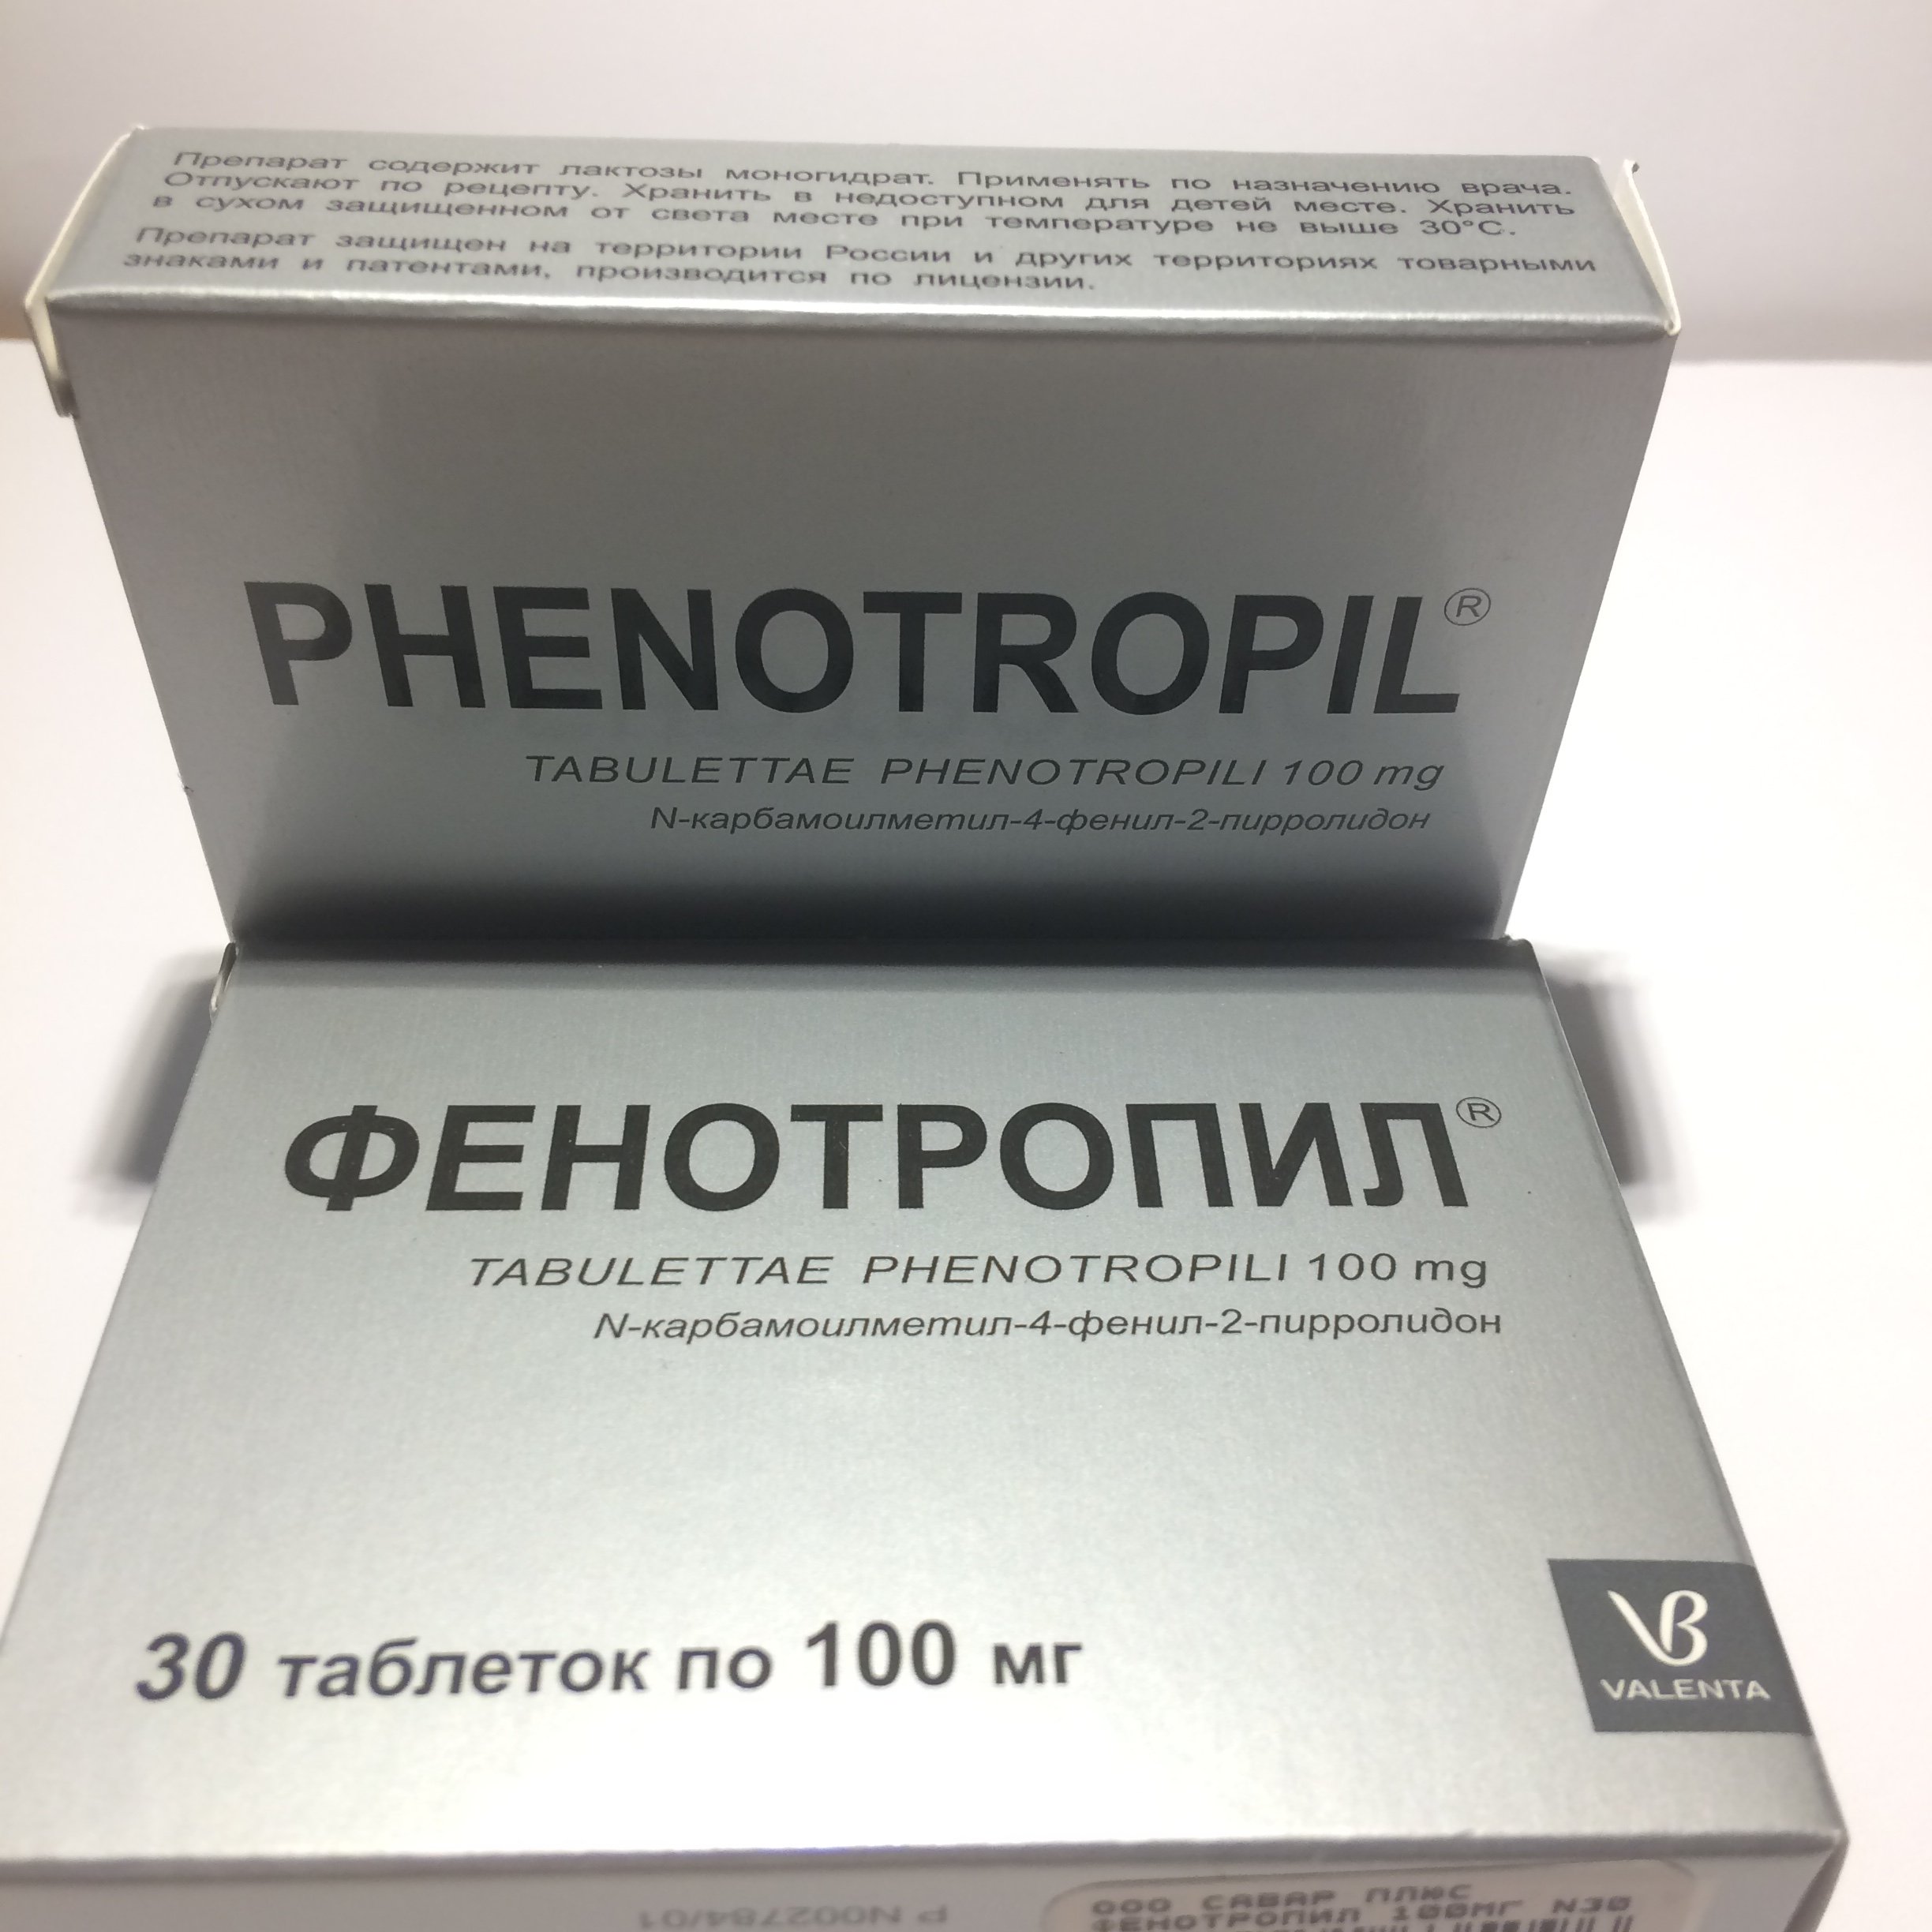 Препарат содержит лактозы моногидрат. Применять по назначению врача.
Отпускают по рецепту. Хранить в недоступном для детей месте. Хранить
в сухом защищенном от света месте при температуре не выше 30°С.
Препарат защищен на территории России и других территориях товарными
знаками и патентами, производится по лицензии.
PHENOTROPIL®
TABULETTAE PHENOTROPILI 100 mg
N-карбамоилметил-4-фенил-2-пирролидон
ФЕНОТРОПИЛ®
TABULETTAE PHENOTROPILI 100 mg
N-карбамоилметил-4-фенил-2-пирролидон
30 таблеток по 100 мг
VALENTA
Р N002784/01
ООО САВАР ПЛЮС
ФЕНОТРОПИЛ 100МГ N30